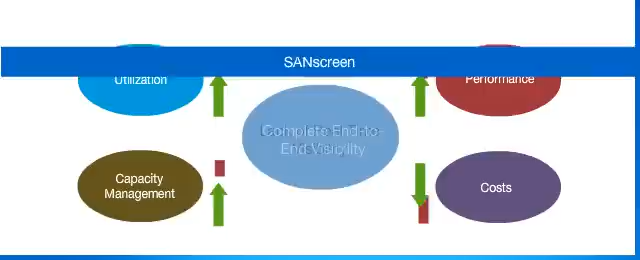 SANscreen
Utilization
Performance
Complete End-to-
End Visibility
Capacity
Management
Costs